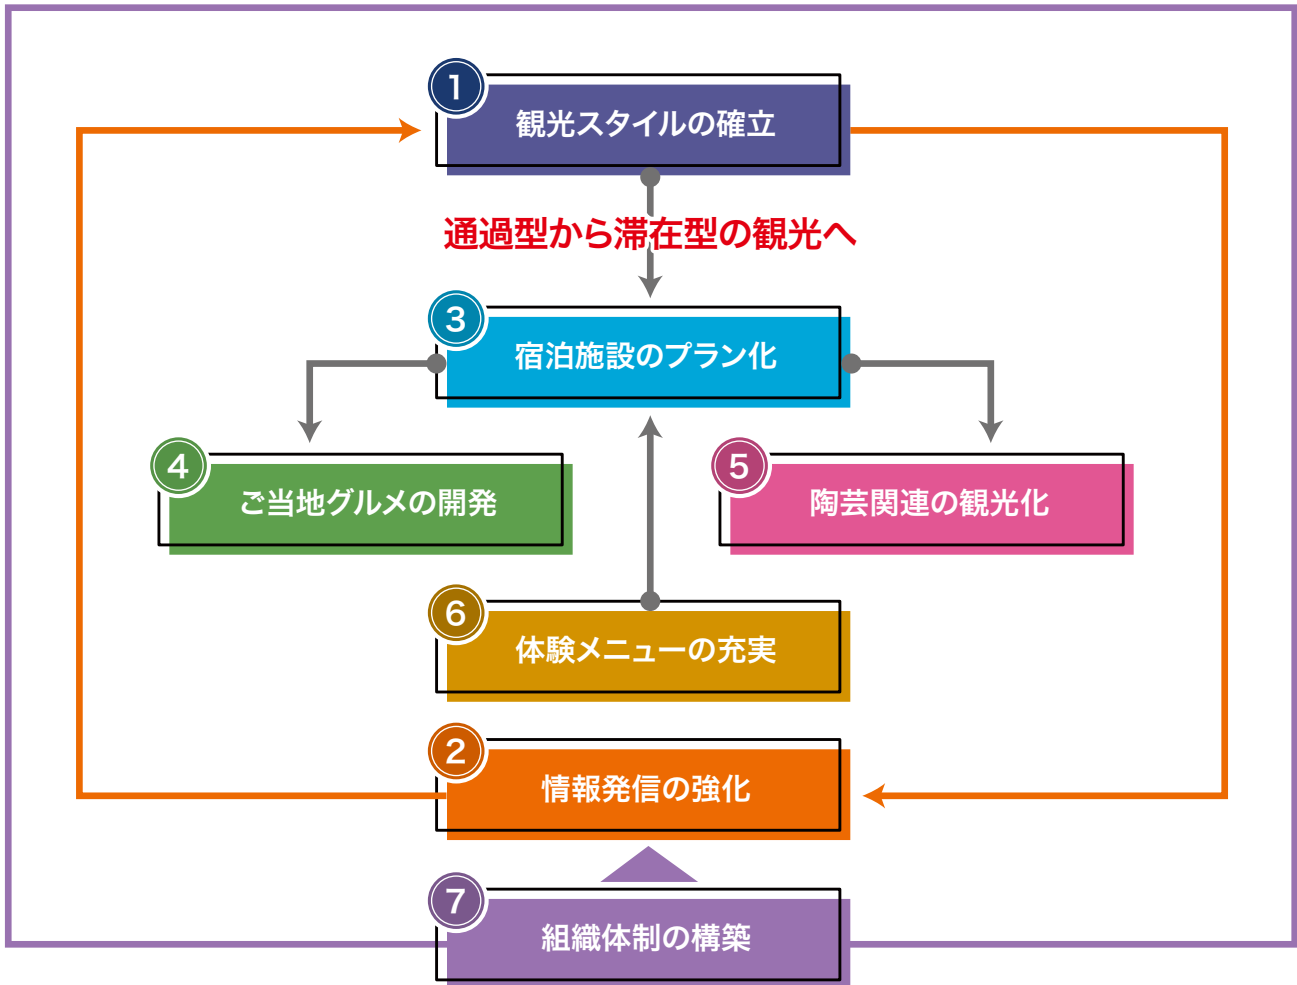 1
観光スタイルの確立
通過型から滞在型の観光へ
3
宿泊施設のプラン化
4
ご当地グルメの開発
5
陶芸関連の観光化
6
体験メニューの充実
2
情報発信の強化
7
組織体制の構築